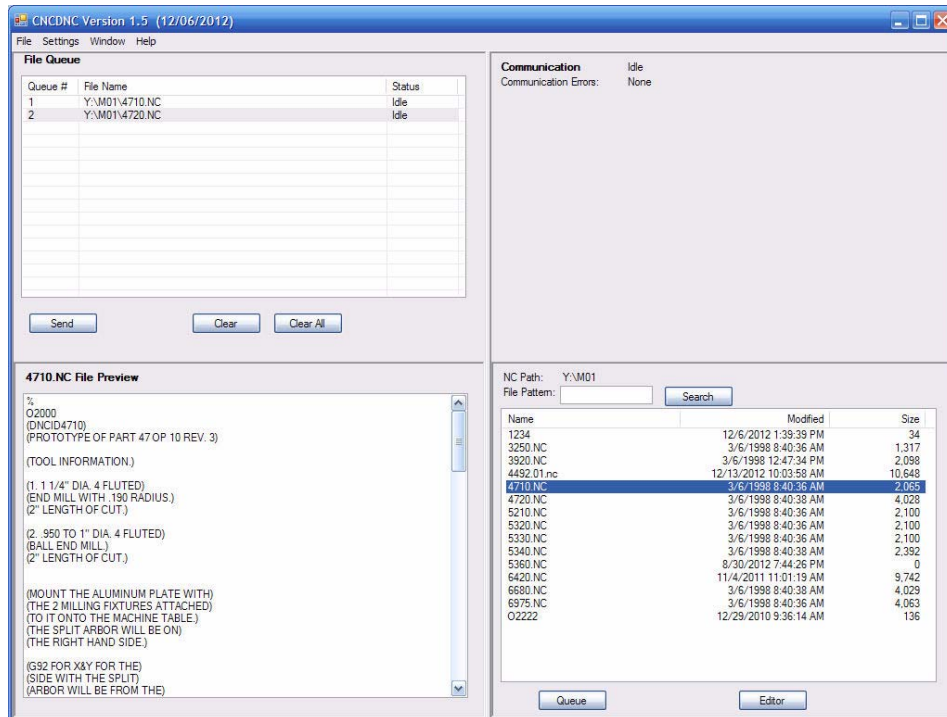 CNCDNC Version 1.5 (12/06/2012)
File Settings Window Help
File Queue
Queue # File Name Status
1 Y:\M01\4710.NC Idle
2 Y:\M01\4720.NC Idle
Send Clear Clear All
Communication Idle
Communication Errors: None
4710.NC File Preview
%
O2000
(DNCID4710)
(PROTOTYPE OF PART 47 OP 10 REV. 3)
(TOOL INFORMATION.)
(1. 1 1/4" DIA. 4 FLUTED)
(END MILL WITH .190 RADIUS.)
(2" LENGTH OF CUT.)
(2. .950 TO 1" DIA. 4 FLUTED)
(BALL END MILL.)
(2" LENGTH OF CUT.)
(MOUNT THE ALUMINUM PLATE WITH)
(THE 2 MILLING FIXTURES ATTACHED)
(TO IT ONTO THE MACHINE TABLE.)
(THE SPLIT ARBOR WILL BE ON)
(THE RIGHT HAND SIDE.)
(G92 FOR X&Y FOR THE)
(SIDE WITH THE SPLIT)
(ARBOR WILL BE FROM THE)
NC Path: Y:\M01
File Pattern: Search
Name Modified Size
1234 12/6/2012 1:39:39 PM 34
3250.NC 3/6/1998 8:40:36 AM 1,317
3920.NC 3/6/1998 12:47:34 PM 2,098
4492.01.nc 12/13/2012 10:03:58 AM 10,648
4710.NC 3/6/1998 8:40:36 AM 2,065
4720.NC 3/6/1998 8:40:38 AM 4,028
5210.NC 3/6/1998 8:40:36 AM 2,100
5320.NC 3/6/1998 8:40:36 AM 2,100
5330.NC 3/6/1998 8:40:36 AM 2,100
5340.NC 3/6/1998 8:40:38 AM 2,392
5360.NC 8/30/2012 7:44:26 PM 0
6420.NC 11/4/2011 11:01:19 AM 9,742
6680.NC 3/6/1998 8:40:38 AM 4,029
6975.NC 3/6/1998 8:40:36 AM 4,063
O2222 12/29/2010 9:36:14 AM 136
Queue Editor